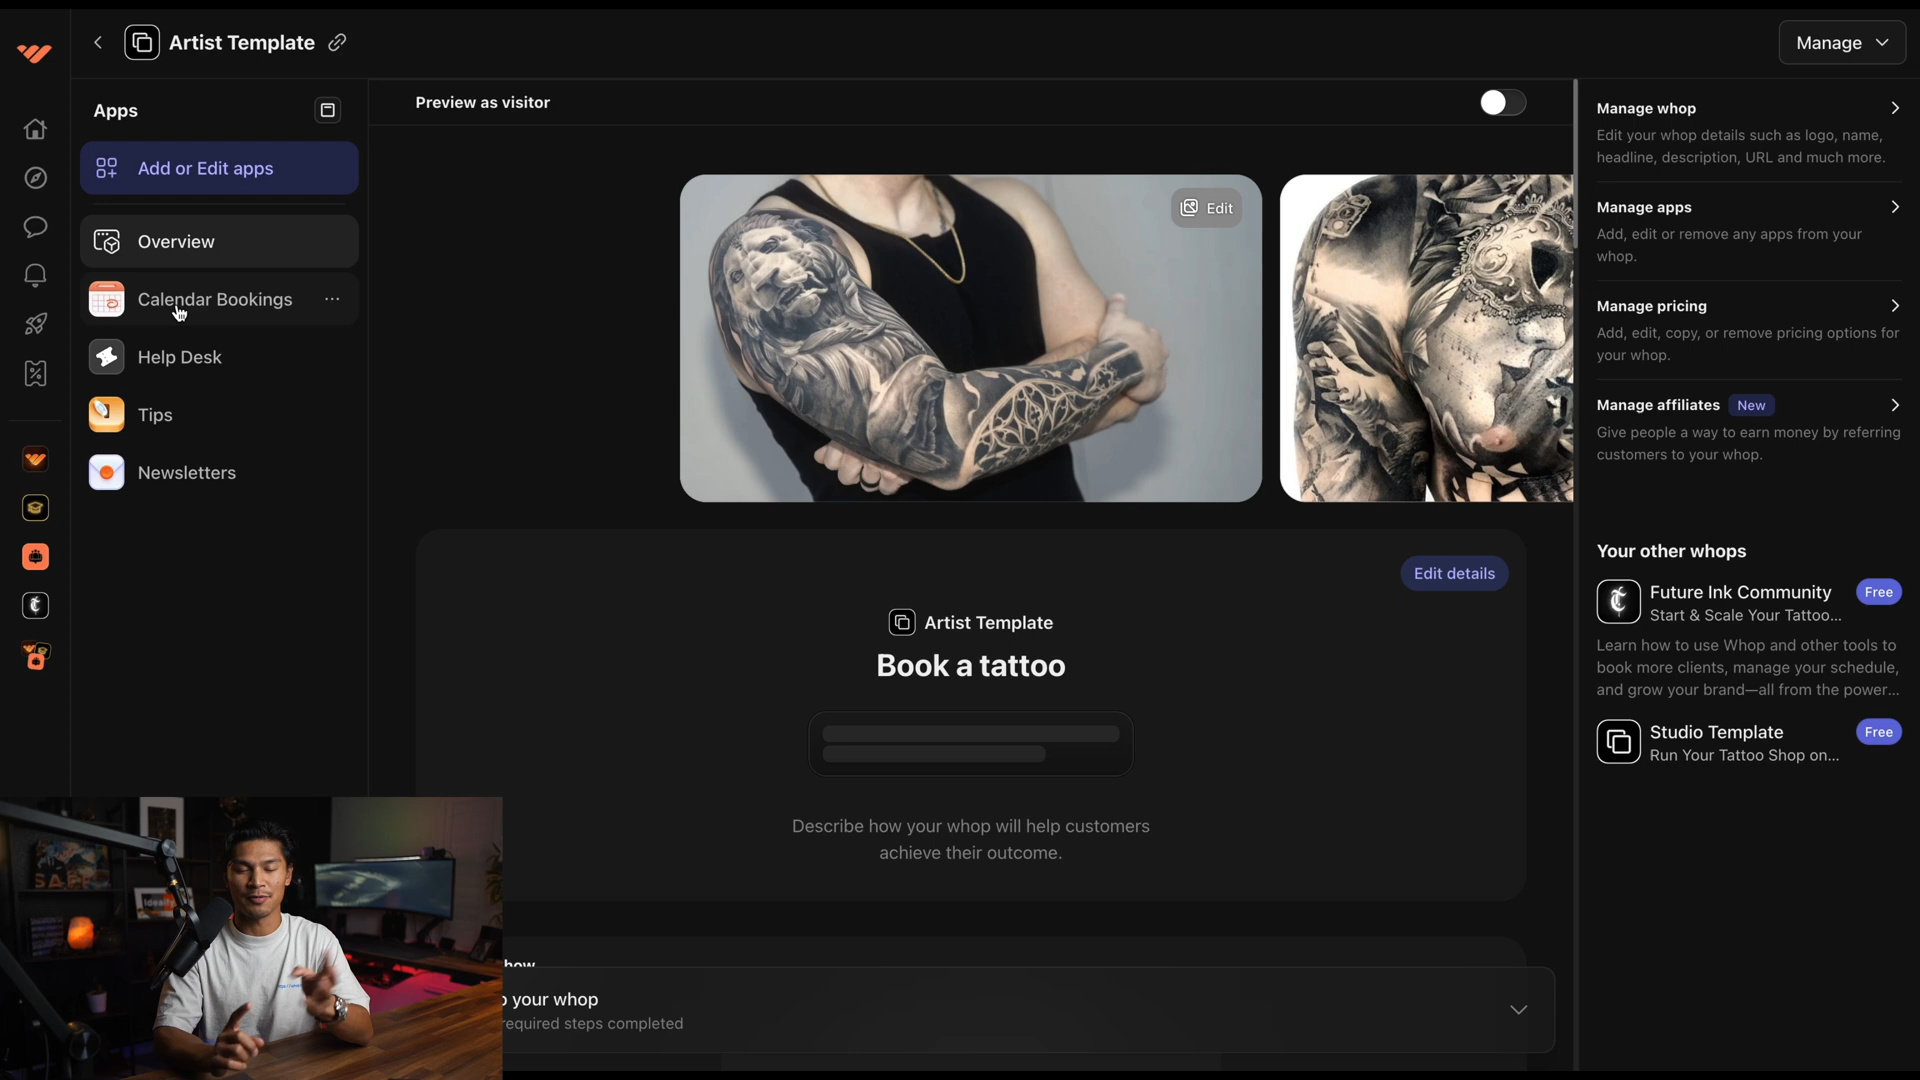 Artist Template
Manage
Apps
Add or Edit apps
Overview
Calendar Bookings
Help Desk
Tips
Newsletters
Preview as visitor
Edit
Edit details
Artist Template
Book a tattoo
Describe how your whop will help customers
achieve their outcome.
how
your whop
required steps completed
Manage whop
Edit your whop details such as logo, name,
headline, description, URL and much more.
Manage apps
Add, edit or remove any apps from your
whop.
Manage pricing
Add, edit, copy, or remove pricing options for
your whop.
Manage affiliates New
Give people a way to earn money by referring
customers to your whop.
Your other whops
Future Ink Community Free
Start & Scale Your Tattoo...
Learn how to use Whop and other tools to
book more clients, manage your schedule,
and grow your brand—all from the power...
Studio Template Free
Run Your Tattoo Shop on...